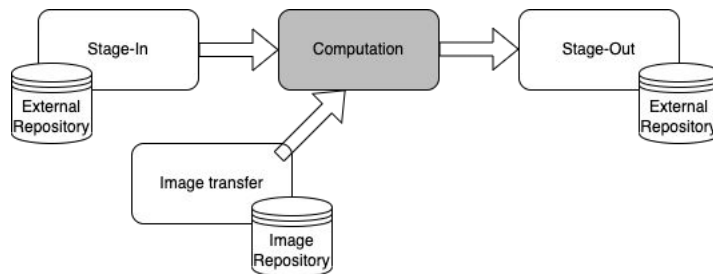 Stage-In
Computation
Stage-Out
External
Repository
External
Repository
Image transfer
Image
Repository